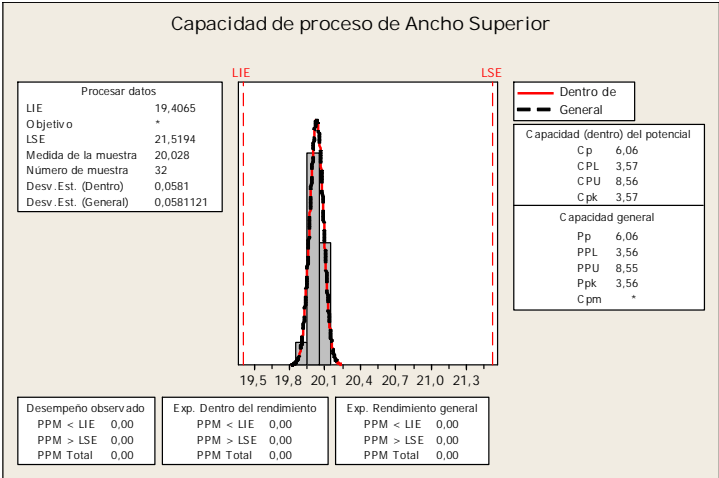 Capacidad de proceso de Ancho Superior
LIE
LSE
Procesar datos
LIE 19,4065
Objetivo *
LSE 21,5194
Medida de la muestra 20,028
Número de muestra 32
Desv.Est. (Dentro) 0,0581
Desv.Est. (General) 0,0581121
Dentro de
General
Capacidad (dentro) del potencial
Cp 6,06
CPL 3,57
CPU 8,56
Cpk 3,57
Capacidad general
Pp 6,06
PPL 3,56
PPU 8,55
Ppk 3,56
Cpm *
19,5 19,8 20,1 20,4 20,7 21,0 21,3
Desempeño observado
PPM < LIE 0,00
PPM > LSE 0,00
PPM Total 0,00
Exp. Dentro del rendimiento
PPM < LIE 0,00
PPM > LSE 0,00
PPM Total 0,00
Exp. Rendimiento general
PPM < LIE 0,00
PPM > LSE 0,00
PPM Total 0,00